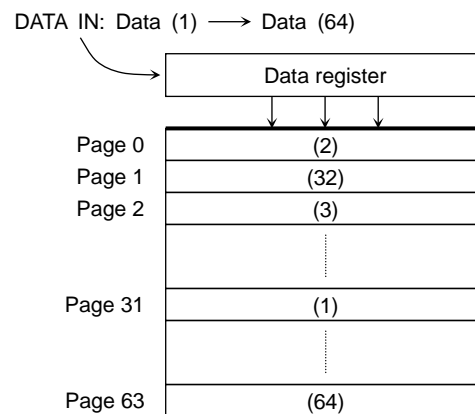 DATA IN: Data (1) ⟶ Data (64)
Data register
Page 0 (2)
Page 1 (32)
Page 2 (3)
Page 31 (1)
Page 63 (64)